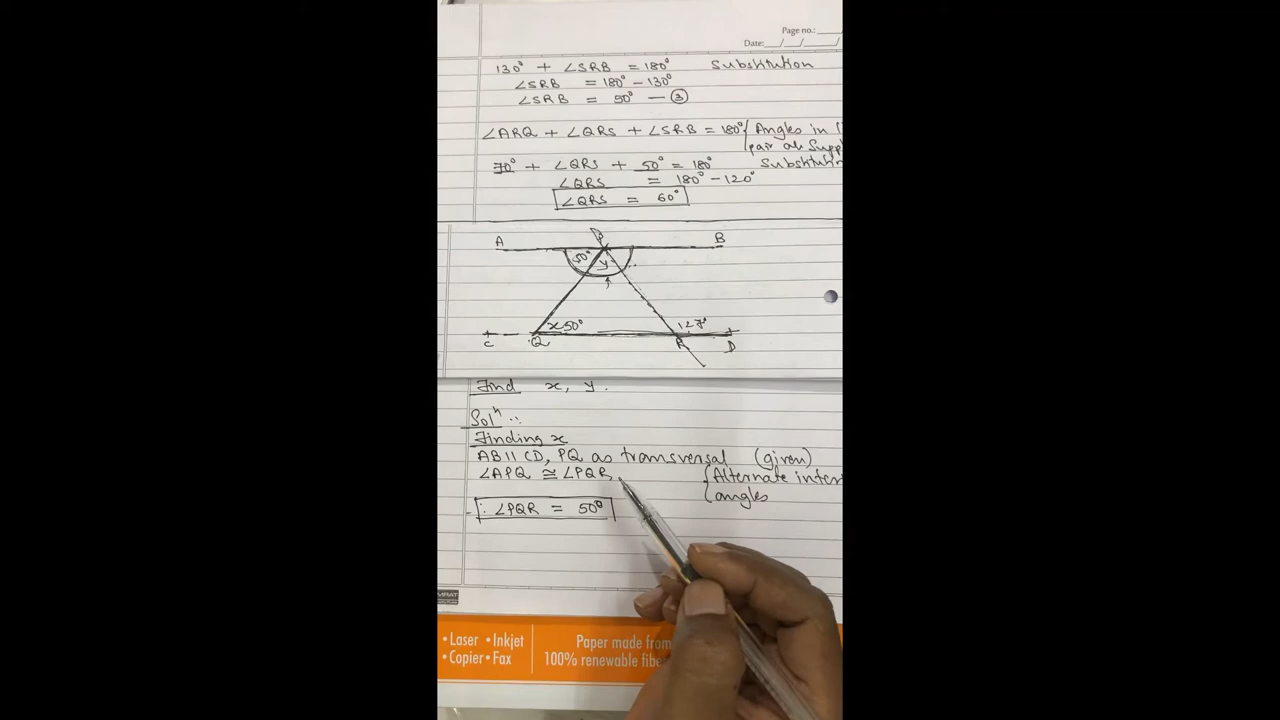 Page no.:
Date: / /
130° + ∠SRB = 180° Substitution
∠SRB = 180° - 130°
∠SRB = 50° — ③
∠ARQ + ∠QRS + ∠SRB = 180° { Angles in
pair are Suppl
70° + ∠QRS + 50° = 180° Substitution
∠QRS = 180° - 120°
∠QRS = 60°
A P B
50° y
x 50° 127°
C Q R D
Find x, y.
Solⁿ :
Finding x
AB || CD, PQ as transversal (given)
∠APQ ≅ ∠PQR { Alternate inter
angles
∴ ∠PQR = 50°
• Laser • Inkjet
• Copier • Fax
Paper made from
100% renewable fibe